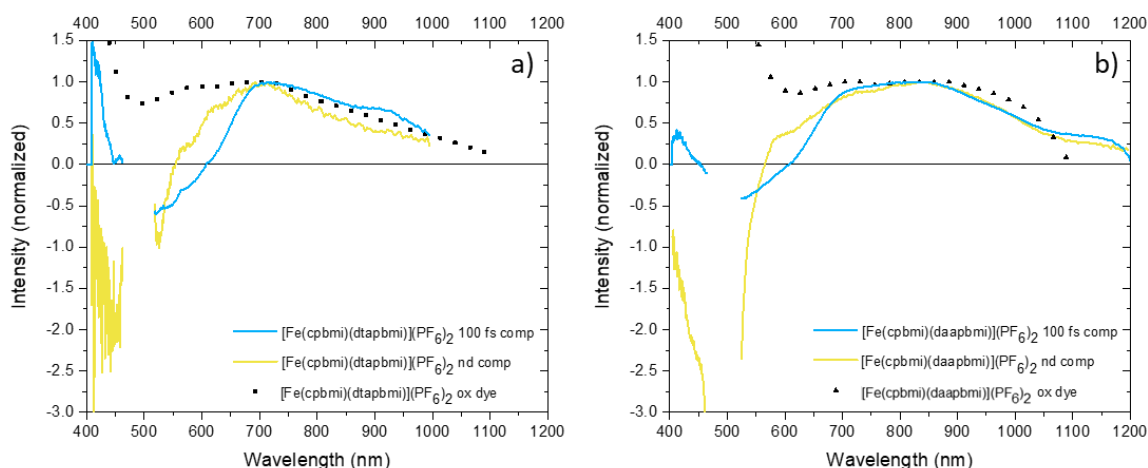 400 500 600 700 800 900 1000 1100 1200
1.5
1.0
0.5
0.0
-0.5
-1.0
-1.5
-2.0
-2.5
-3.0
Intensity (normalized)
a)
[Fe(cpbmi)(dtapbmi)](PF6)2 100 fs comp
[Fe(cpbmi)(dtapbmi)](PF6)2 nd comp
[Fe(cpbmi)(dtapbmi)](PF6)2 ox dye
400 500 600 700 800 900 1000 1100 1200
Wavelength (nm)
400 500 600 700 800 900 1000 1100 1200
1.5
1.0
0.5
0.0
-0.5
-1.0
-1.5
-2.0
-2.5
-3.0
Intensity (normalized)
b)
[Fe(cpbmi)(daapbmi)](PF6)2 100 fs comp
[Fe(cpbmi)(daapbmi)](PF6)2 nd comp
[Fe(cpbmi)(daapbmi)](PF6)2 ox dye
400 500 600 700 800 900 1000 1100 1200
Wavelength (nm)